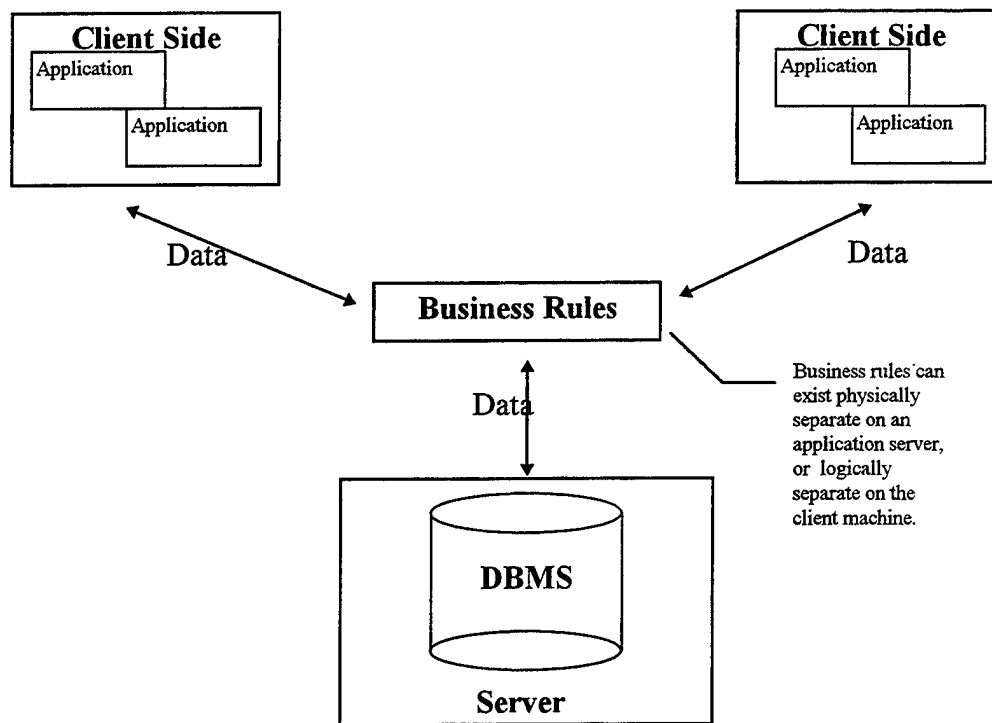 Client Side
Application
Application
Client Side
Application
Application
Data
Data
Business Rules
Data
Business rules can
exist physically
separate on an
application server,
or logically
separate on the
client machine.
DBMS
Server